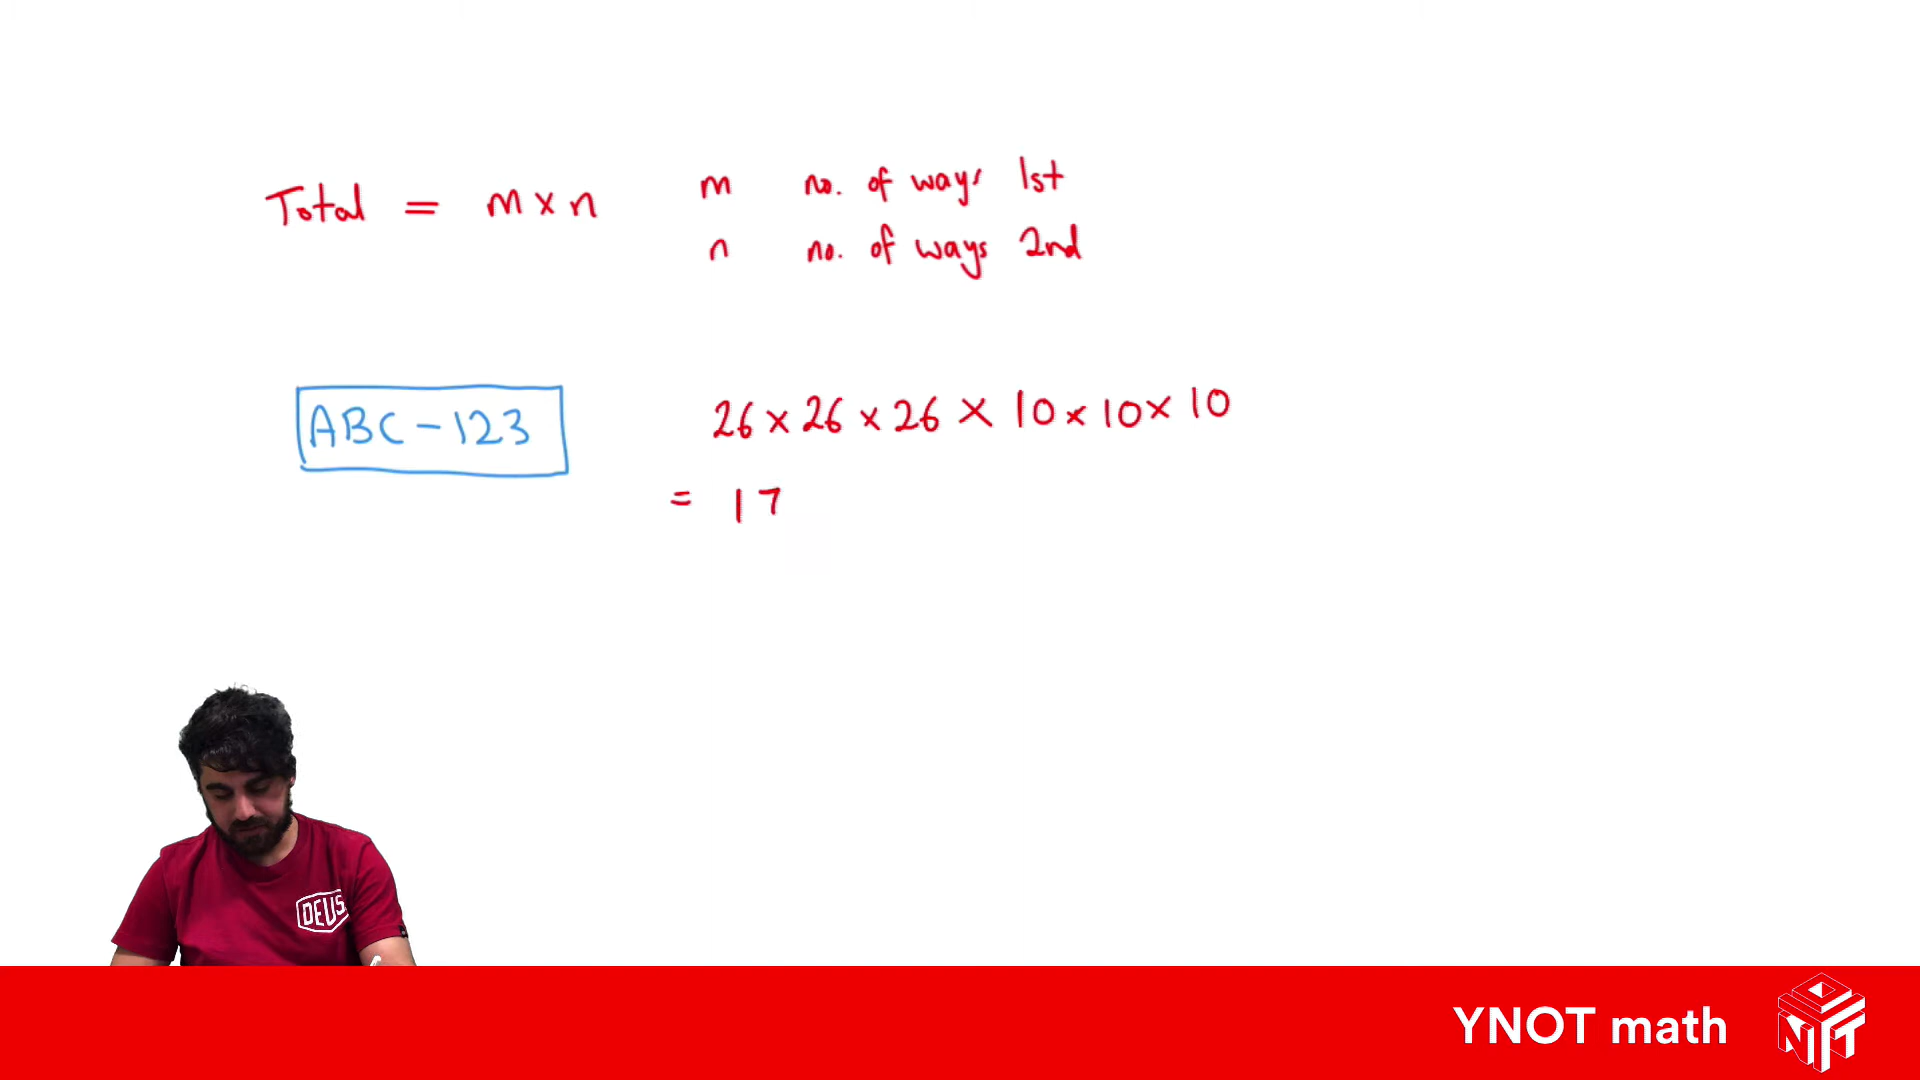 Total = m × n
m no. of ways 1st
n no. of ways 2nd
ABC - 123
26 × 26 × 26 × 10 × 10 × 10
= 17
DEUS
YNOT math
YNOT